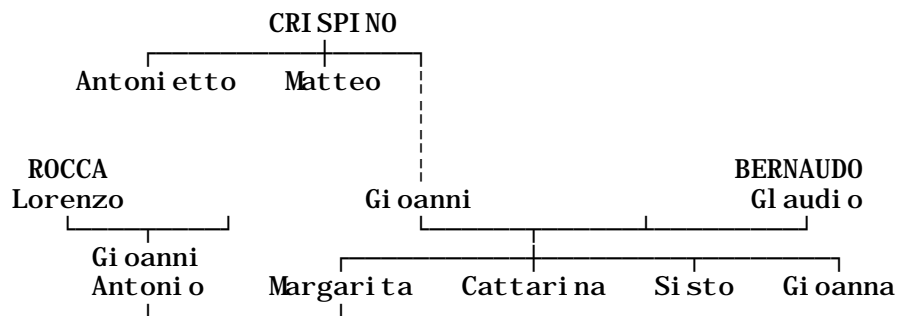 CRISPINO
Antonietto Matteo
ROCCA BERNAUDO
Lorenzo Gioanni Glaudio
Gioanni
Antonio Margarita Cattarina Sisto Gioanna